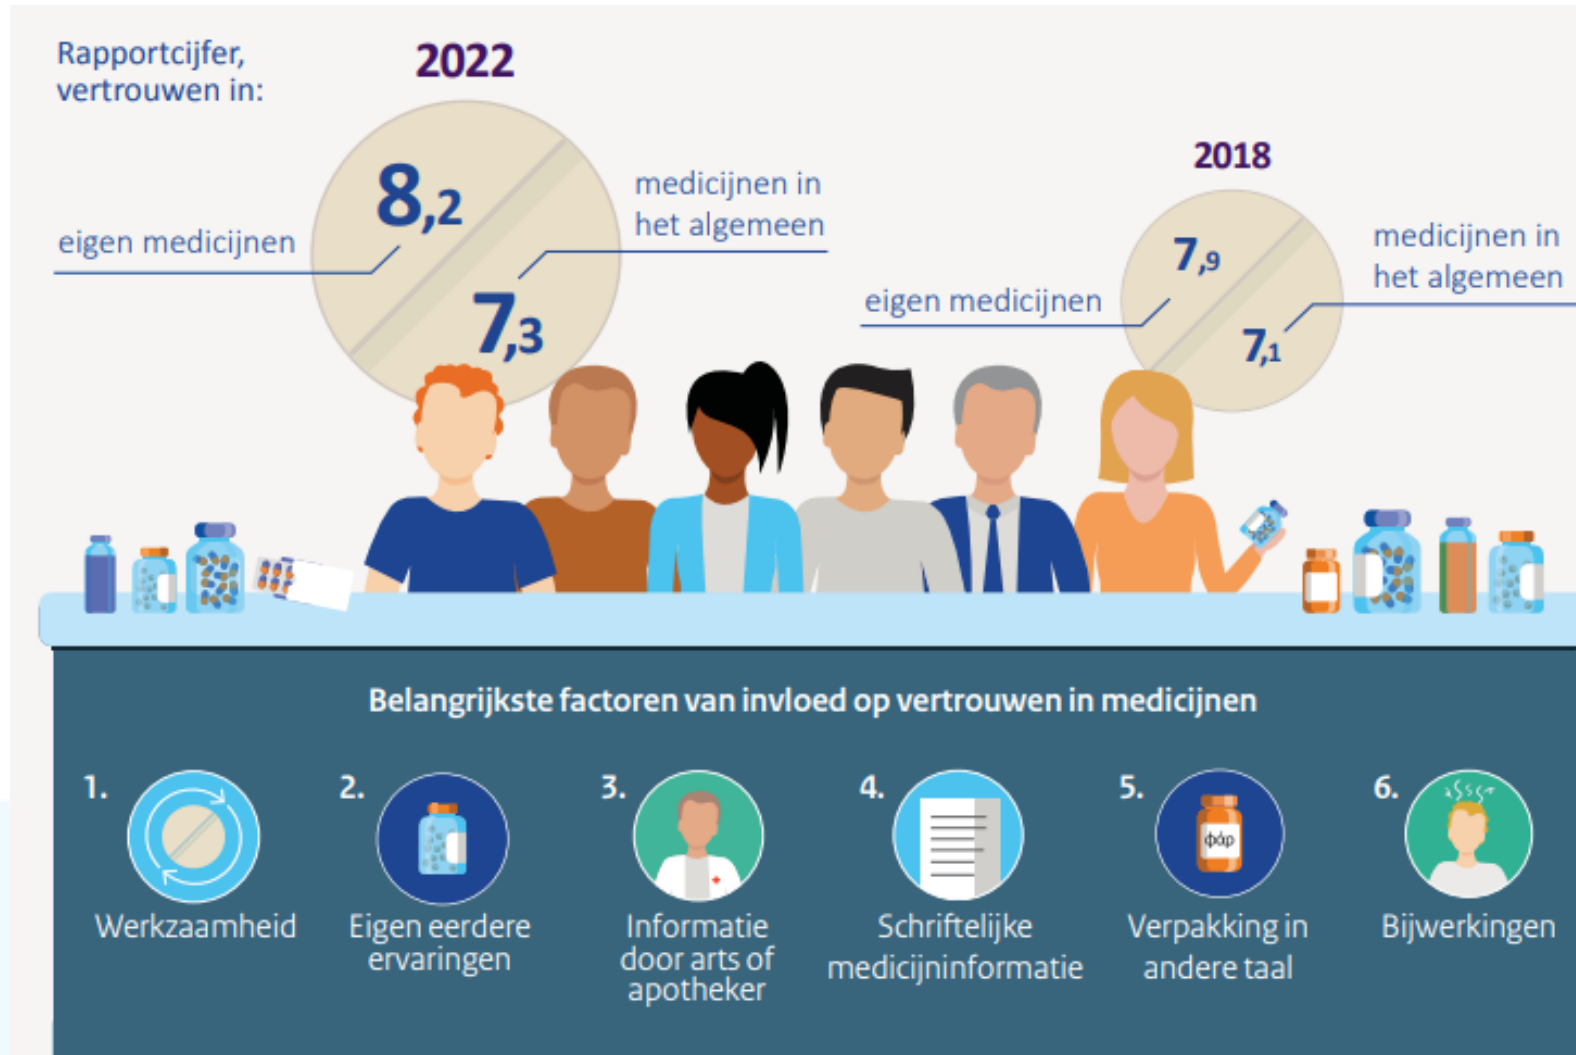 Rapportcijfer,
vertrouwen in:
2022
8,2
eigen medicijnen
medicijnen in
het algemeen
7,3
2018
7,9
eigen medicijnen
medicijnen in
het algemeen
7,1
Belangrijkste factoren van invloed op vertrouwen in medicijnen
1.
Werkzaamheid
2.
Eigen eerdere
ervaringen
3.
Informatie
door arts of
apotheker
4.
Schriftelijke
medicijninformatie
5.
φάρ
Verpakking in
andere taal
6.
Bijwerkingen